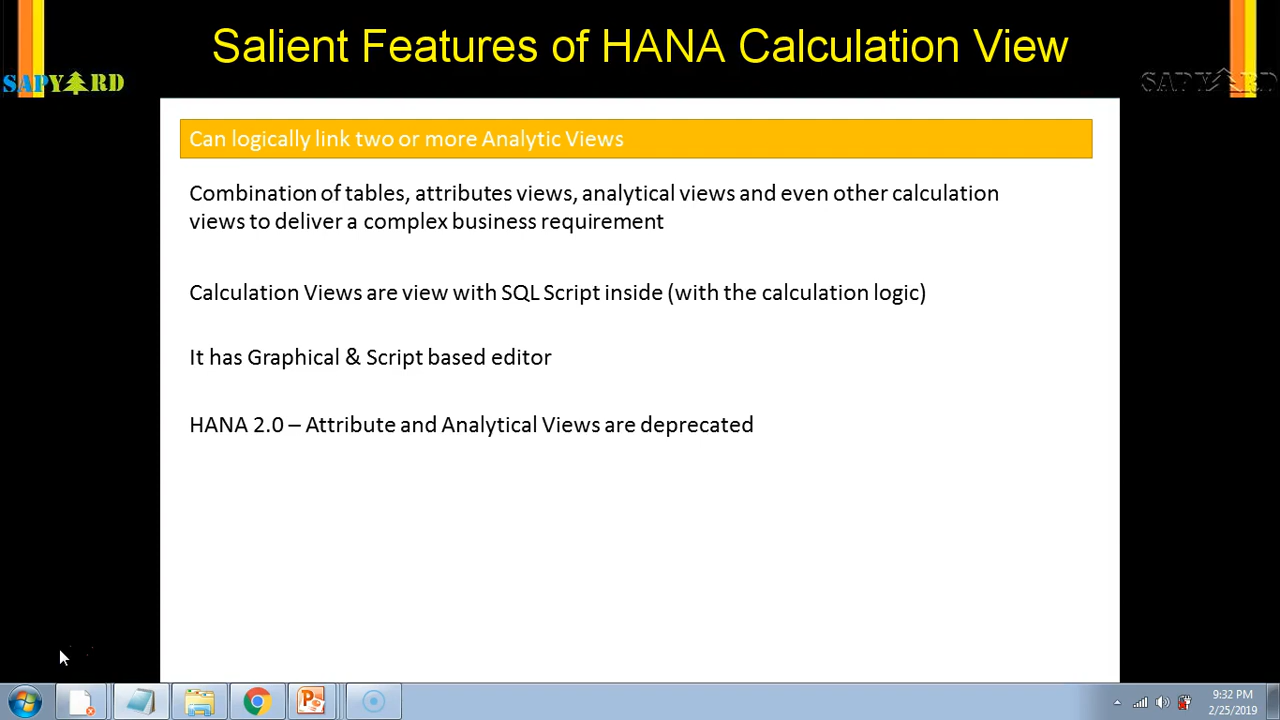 Salient Features of HANA Calculation View
SAPYARD
SAPYARD
Can logically link two or more Analytic Views
Combination of tables, attributes views, analytical views and even other calculation
views to deliver a complex business requirement
Calculation Views are view with SQL Script inside (with the calculation logic)
It has Graphical & Script based editor
HANA 2.0 – Attribute and Analytical Views are deprecated
9:32 PM
2/25/2019